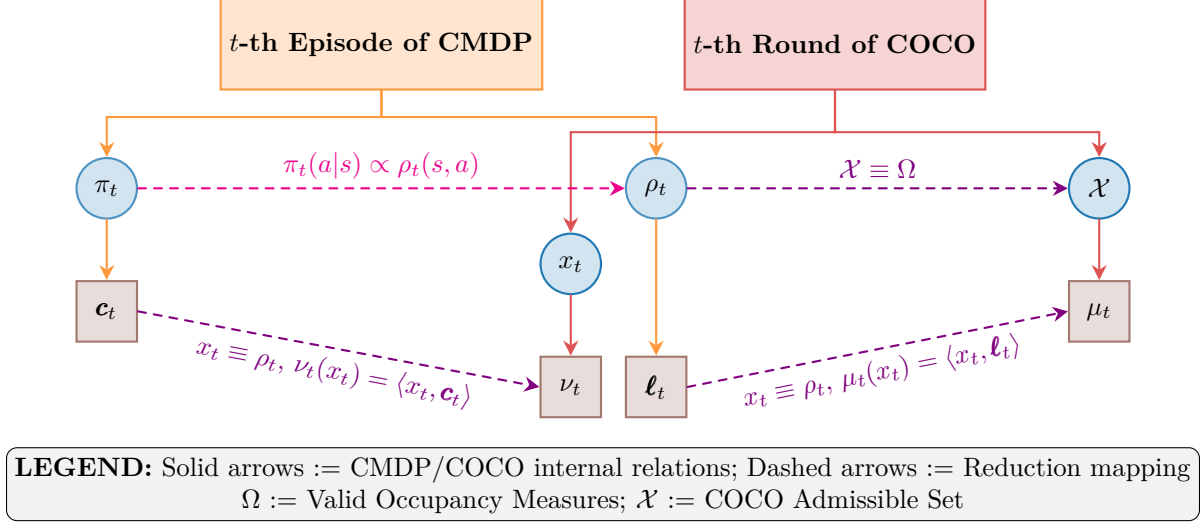 t-th Episode of CMDP
t-th Round of COCO
π_t(a|s) ∝ ρ_t(s, a)
𝒳 ≡ Ω
π_t
ρ_t
𝒳
x_t
c_t
μ_t
x_t ≡ ρ_t, ν_t(x_t) = ⟨x_t, c_t⟩
x_t ≡ ρ_t, μ_t(x_t) = ⟨x_t, ℓ_t⟩
ν_t
ℓ_t
LEGEND: Solid arrows := CMDP/COCO internal relations; Dashed arrows := Reduction mapping
Ω := Valid Occupancy Measures; 𝒳 := COCO Admissible Set